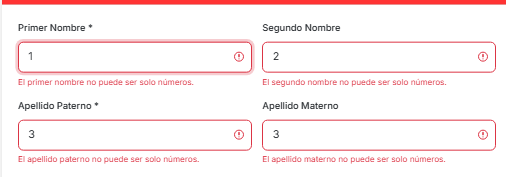 Primer Nombre * Segundo Nombre
1 2
El primer nombre no puede ser solo números. El segundo nombre no puede ser solo números.
Apellido Paterno * Apellido Materno
3 3
El apellido paterno no puede ser solo números. El apellido materno no puede ser solo números.